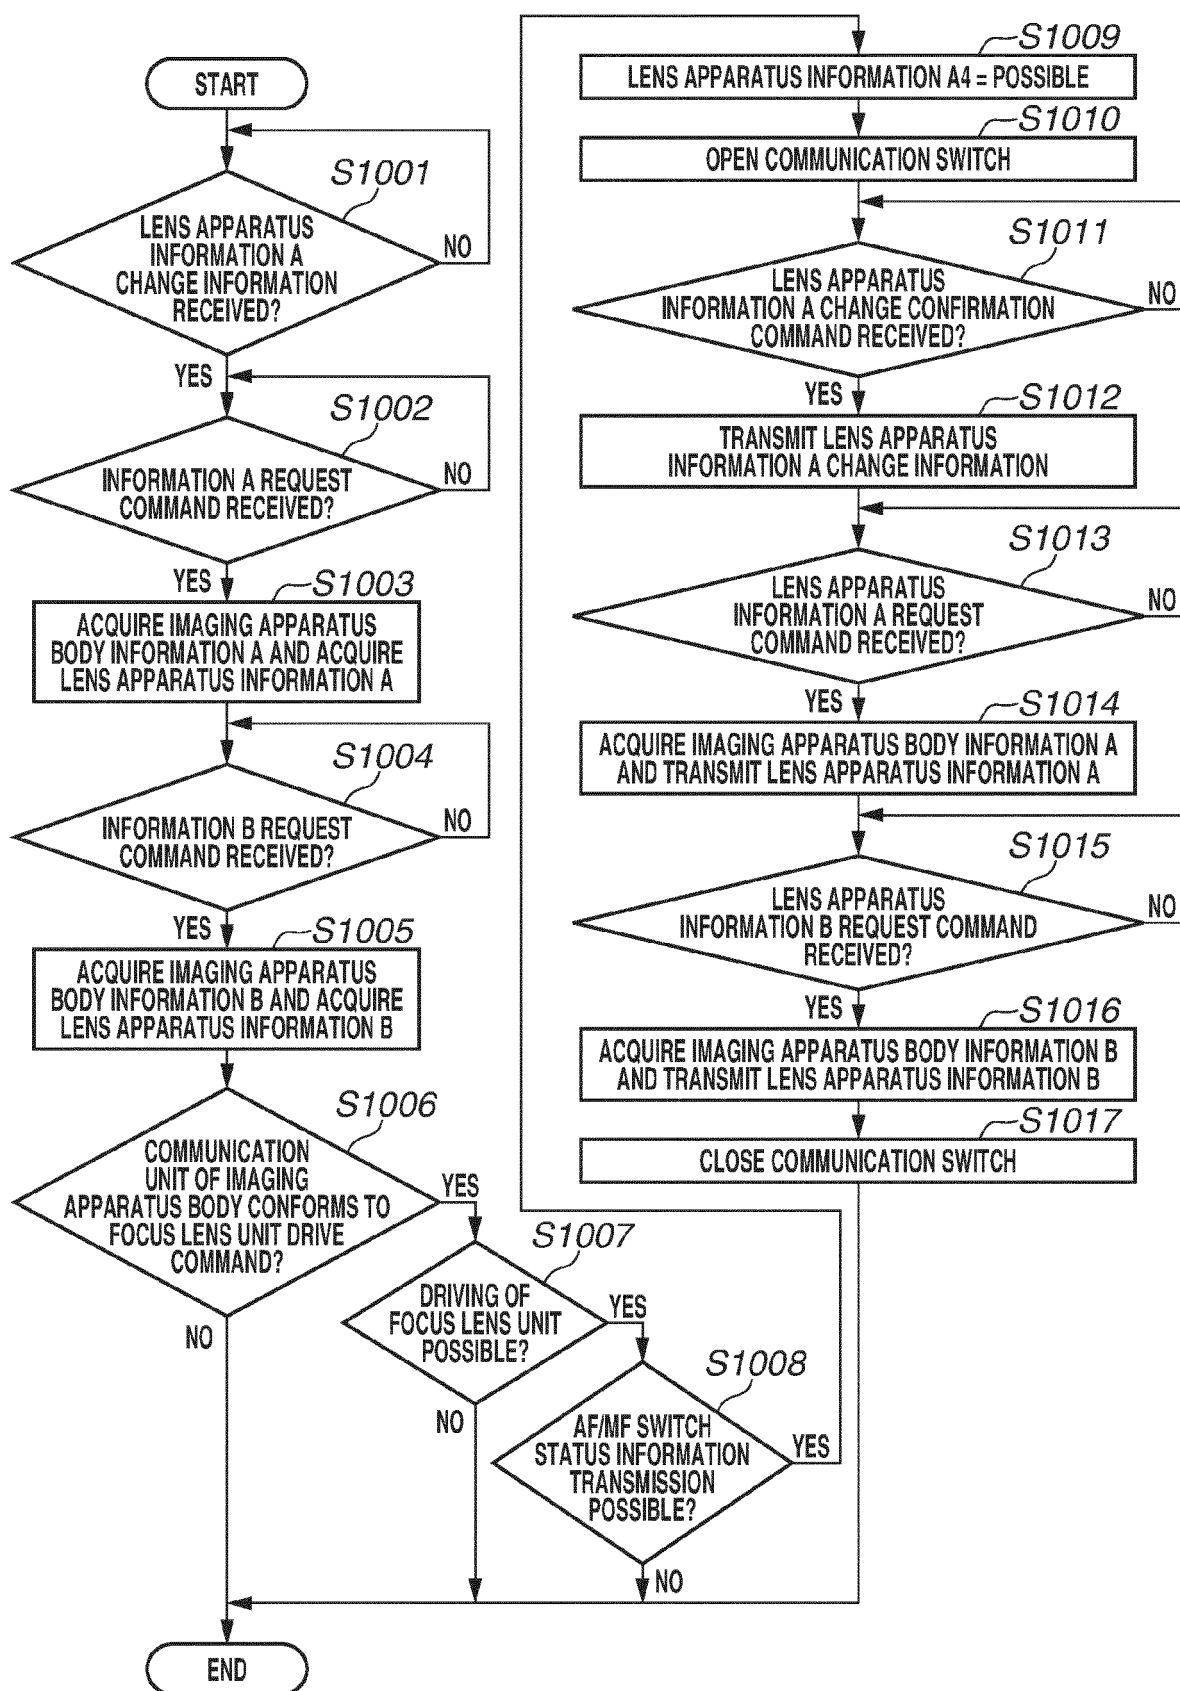 START
S1001
LENS APPARATUS
INFORMATION A
CHANGE INFORMATION
RECEIVED?
NO
YES
S1002
INFORMATION A REQUEST
COMMAND RECEIVED?
NO
YES
S1003
ACQUIRE IMAGING APPARATUS
BODY INFORMATION A AND ACQUIRE
LENS APPARATUS INFORMATION A
S1004
INFORMATION B REQUEST
COMMAND RECEIVED?
NO
YES
S1005
ACQUIRE IMAGING APPARATUS
BODY INFORMATION B AND ACQUIRE
LENS APPARATUS INFORMATION B
S1006
COMMUNICATION
UNIT OF IMAGING
APPARATUS BODY CONFORMS TO
FOCUS LENS UNIT DRIVE
COMMAND?
YES
NO
S1007
DRIVING OF
FOCUS LENS UNIT
POSSIBLE?
YES
NO
S1008
AF/MF SWITCH
STATUS INFORMATION
TRANSMISSION
POSSIBLE?
YES
NO
END
S1009
LENS APPARATUS INFORMATION A4 = POSSIBLE
S1010
OPEN COMMUNICATION SWITCH
S1011
LENS APPARATUS
INFORMATION A CHANGE CONFIRMATION
COMMAND RECEIVED?
NO
YES
S1012
TRANSMIT LENS APPARATUS
INFORMATION A CHANGE INFORMATION
S1013
LENS APPARATUS
INFORMATION A REQUEST
COMMAND RECEIVED?
NO
YES
S1014
ACQUIRE IMAGING APPARATUS BODY INFORMATION A
AND TRANSMIT LENS APPARATUS INFORMATION A
S1015
LENS APPARATUS
INFORMATION B REQUEST COMMAND
RECEIVED?
NO
YES
S1016
ACQUIRE IMAGING APPARATUS BODY INFORMATION B
AND TRANSMIT LENS APPARATUS INFORMATION B
S1017
CLOSE COMMUNICATION SWITCH